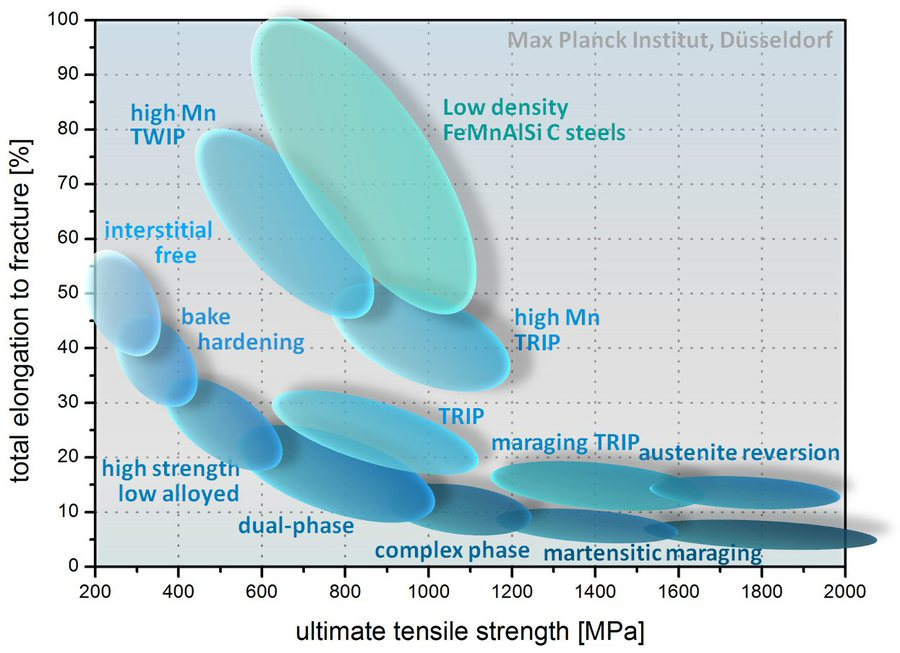 Max Planck Institut, Düsseldorf
total elongation to fracture [%]
100
90
80
70
60
50
40
30
20
10
0
high Mn
TWIP
Low density
FeMnAlSi C steels
interstitial
free
bake
hardening
high Mn
TRIP
TRIP
maraging TRIP
austenite reversion
high strength
low alloyed
dual-phase
complex phase
martensitic maraging
200
400
600
800
1000
1200
1400
1600
1800
2000
ultimate tensile strength [MPa]